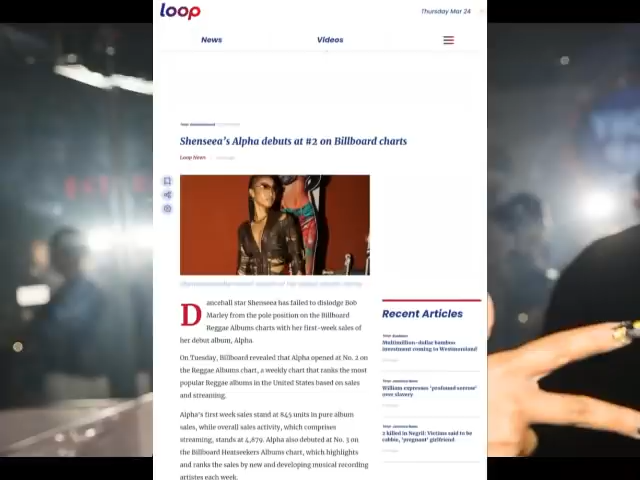 loop
Thursday Mar 24
News
Videos
Shenseea's Alpha debuts at #2 on Billboard charts
Loop News
Recent Articles
Dancehall star Shenseea has failed to dislodge Bob
Marley from the pole position on the Billboard
Reggae Albums charts with her first-week sales of
her debut album, Alpha.
On Tuesday, Billboard revealed that Alpha opened at No. 2 on
the Reggae Albums chart, a weekly chart that ranks the most
popular Reggae albums in the United States based on sales
and streaming.
Alpha's first week sales stand at 845 units in pure album
sales, while overall sales activity, which comprises
streaming, stands at 4,679. Alpha also debuted at No. 3 on
the Billboard Heatseekers Albums chart, which highlights
and ranks the sales by new and developing musical recording
artistes each week.
Multimillion-dollar bamboo
investment coming to Westmoreland
William expresses 'profound sorrow'
over slavery
2 killed in Negril: Victims said to be
cabbie, 'pregnant' girlfriend